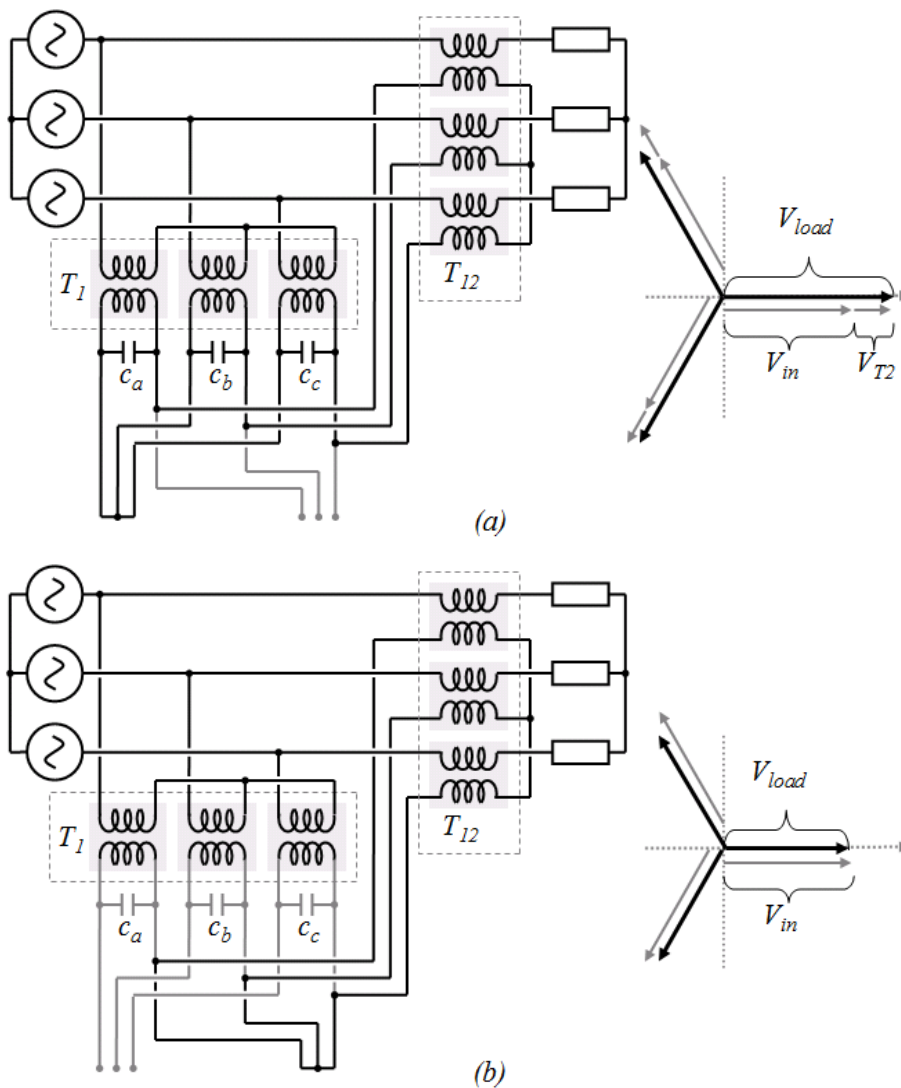 V_load
T_1
T_12
c_a
c_b
c_c
V_in
V_T2
(a)
V_load
T_1
T_12
c_a
c_b
c_c
V_in
(b)